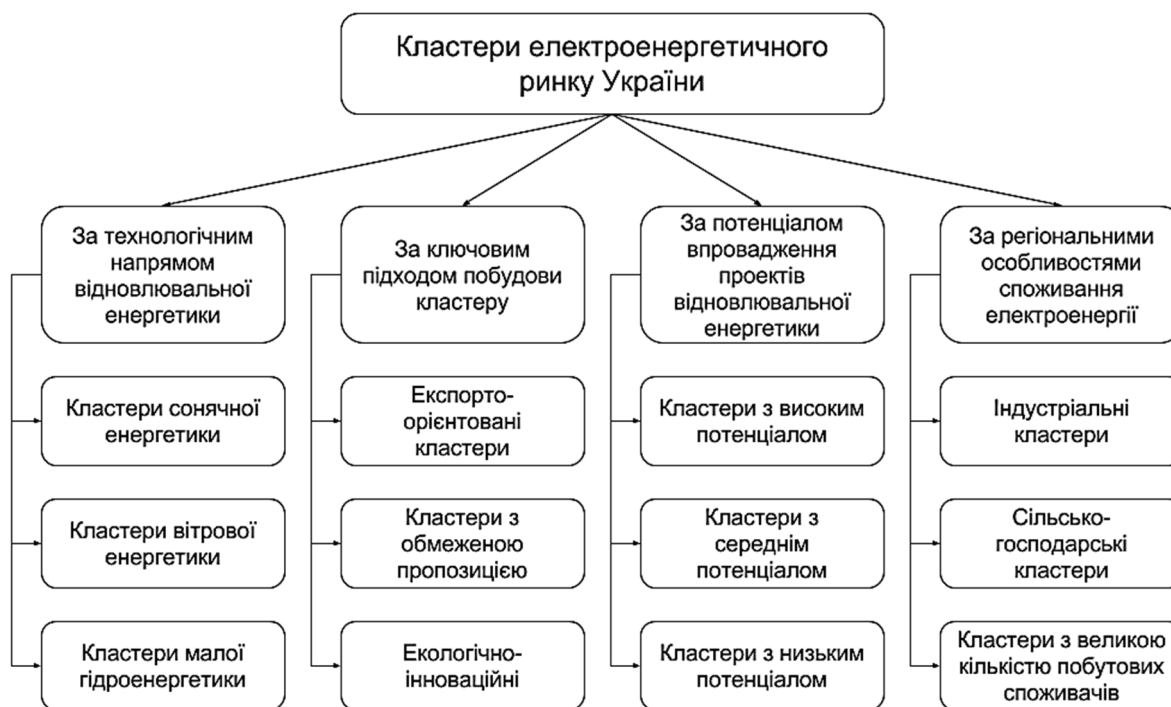 Кластери електроенергетичного
ринку України
За технологічним
напрямом
відновлювальної
енергетики
За ключовим
підходом побудови
кластеру
За потенціалом
впровадження
проектів
відновлювальної
енергетики
За регіональними
особливостями
споживання
електроенергії
Кластери сонячної
енергетики
Експорто-
орієнтовані
кластери
Кластери з високим
потенціалом
Індустріальні
кластери
Кластери вітрової
енергетики
Кластери з
обмеженою
пропозицією
Кластери з
середнім
потенціалом
Сільсько-
господарські
кластери
Кластери малої
гідроенергетики
Екологічно-
інноваційні
Кластери з низьким
потенціалом
Кластери з великою
кількістю побутових
споживачів